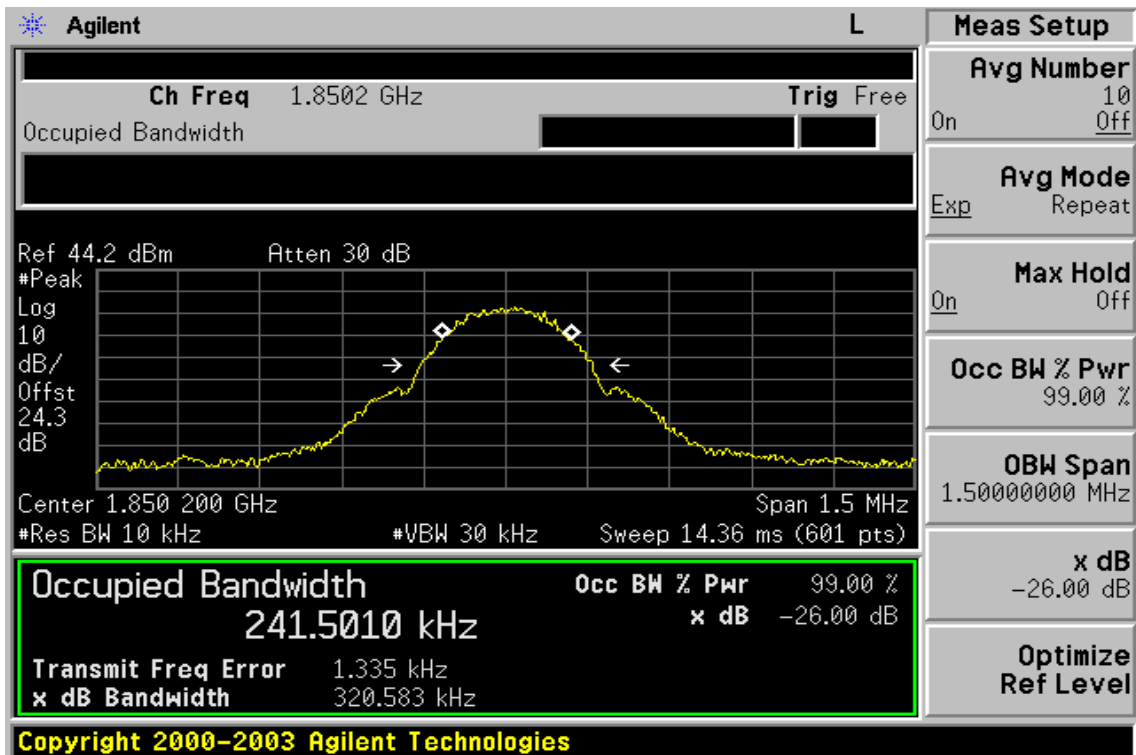 Agilent L
Ch Freq 1.8502 GHz Trig Free
Occupied Bandwidth
Ref 44.2 dBm Atten 30 dB
#Peak
Log
10
dB/
Offst
24.3
dB
Center 1.850 200 GHz Span 1.5 MHz
#Res BW 10 kHz #VBW 30 kHz Sweep 14.36 ms (601 pts)
Occupied Bandwidth Occ BW % Pwr 99.00 %
241.5010 kHz x dB -26.00 dB
Transmit Freq Error 1.335 kHz
x dB Bandwidth 320.583 kHz
Copyright 2000-2003 Agilent Technologies
Meas Setup
Avg Number
10
On Off
Avg Mode
Exp Repeat
Max Hold
On Off
Occ BW % Pwr
99.00 %
OBW Span
1.50000000 MHz
x dB
-26.00 dB
Optimize
Ref Level